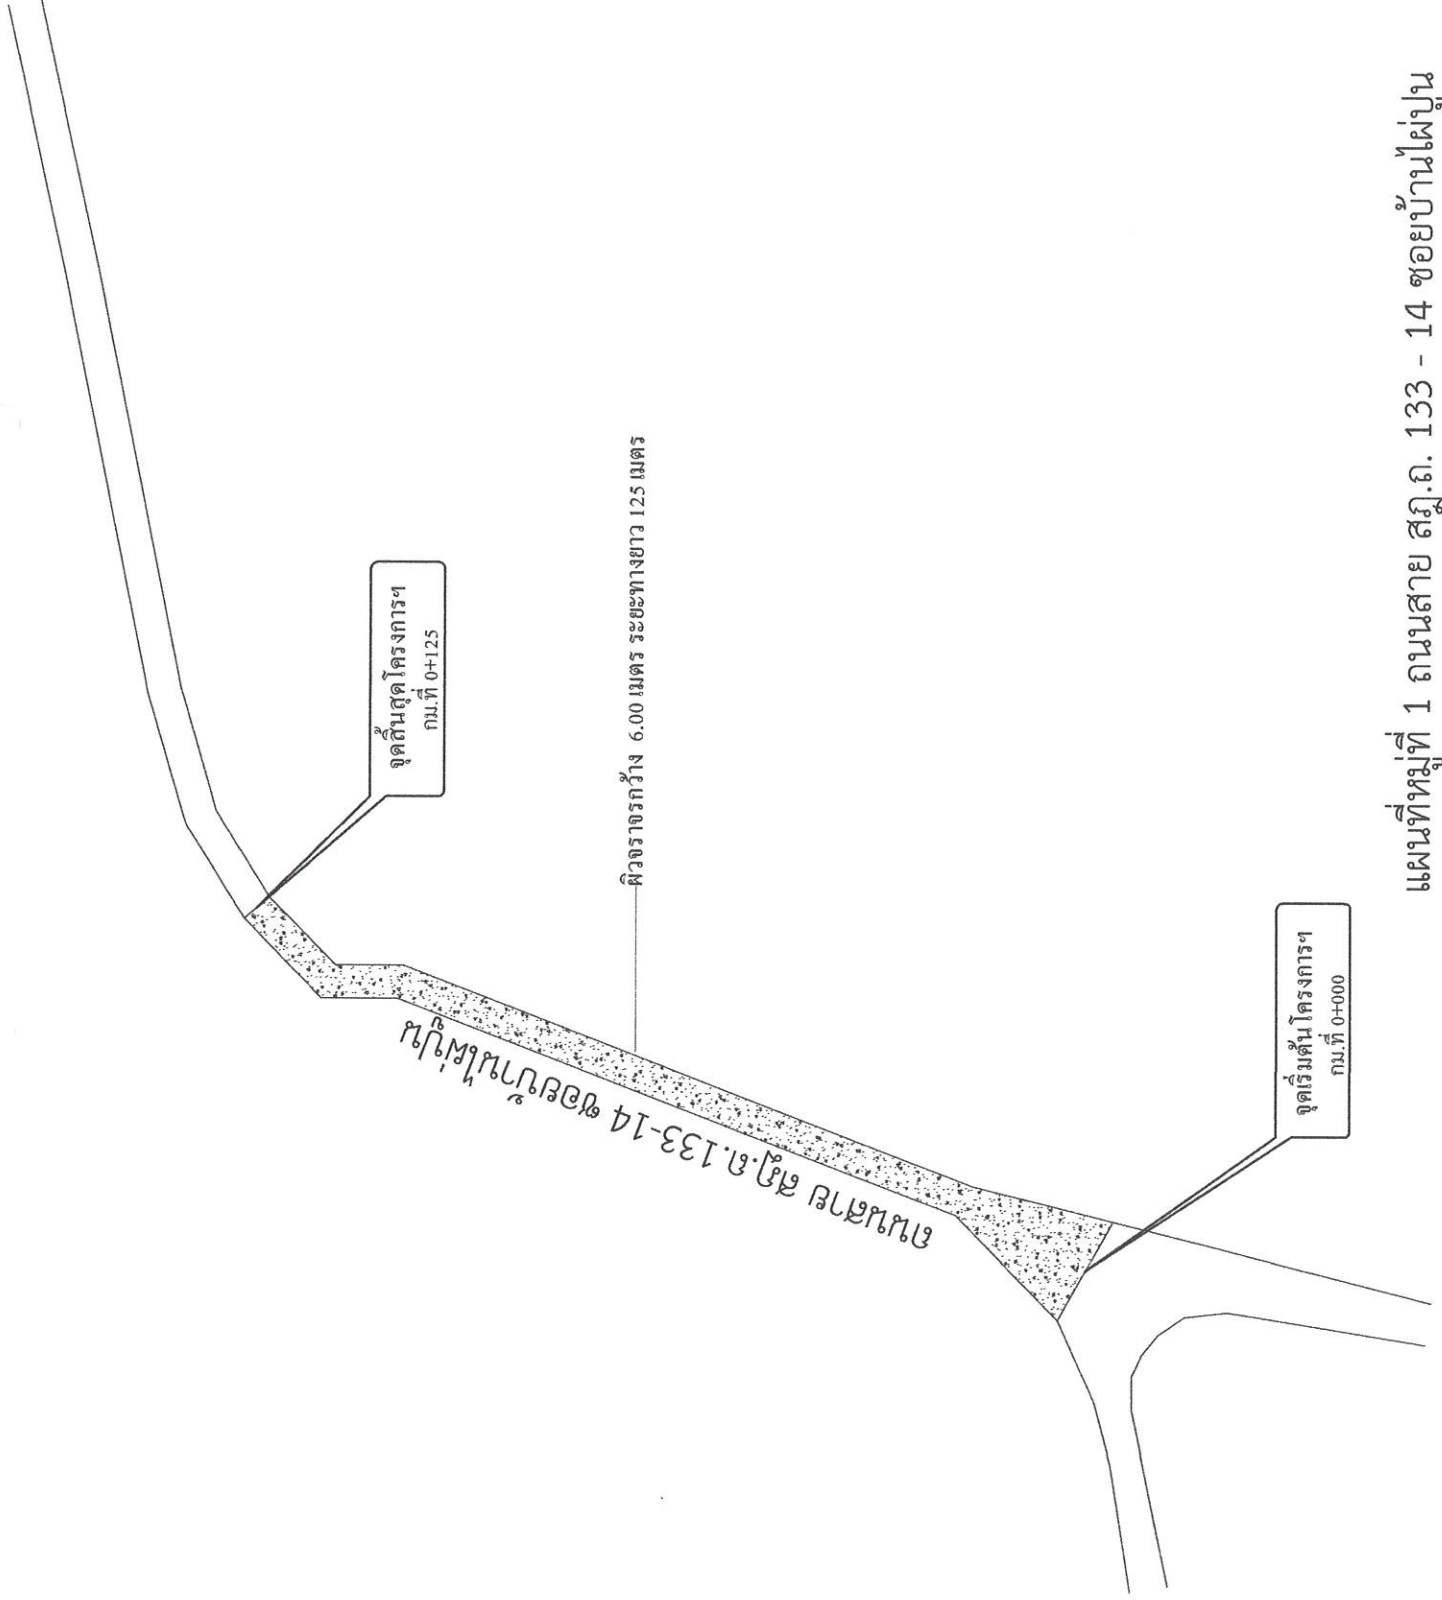 จุดสิ้นสุดโครงการฯ
กม.ที่ 0+125
ผิวจราจรกว้าง 6.00 เมตร ระยะทางยาว 125 เมตร
ถนนสาย สฎ.ถ.133-14 ซอยบ้านไผ่ปูน
จุดเริ่มต้นโครงการฯ
กม.ที่ 0+000
แผนที่หมู่ที่ 1 ถนนสาย สฎ.ถ. 133 - 14 ซอยบ้านไผ่ปูน